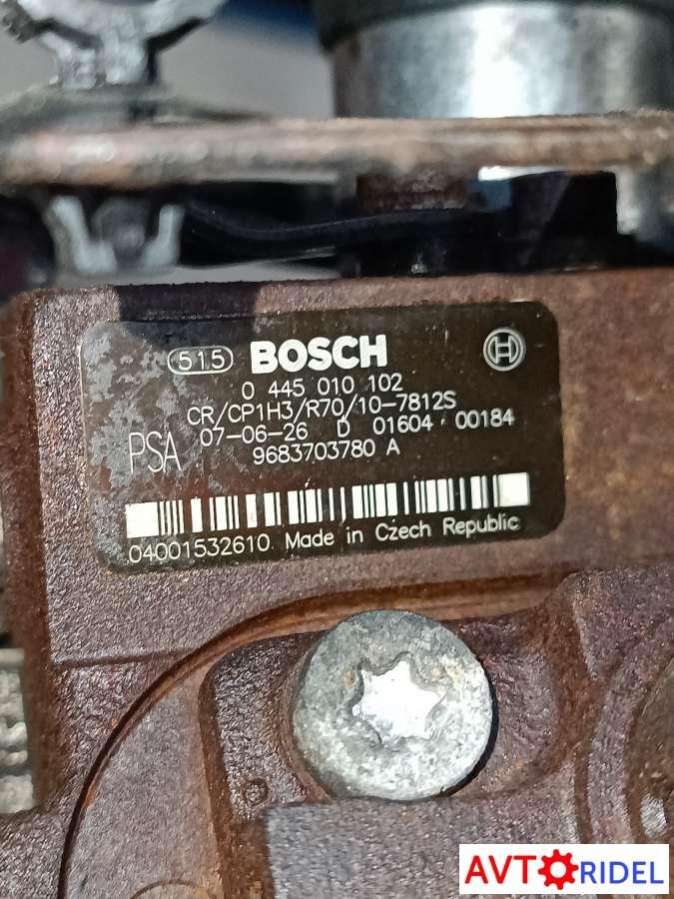 515 BOSCH
0 445 010 102
CR/CP1H3/R70/10-7812S
PSA 07-06-26 D 01604 00184
9683703780 A
04001532610 Made in Czech Republic
AVTORIDEL